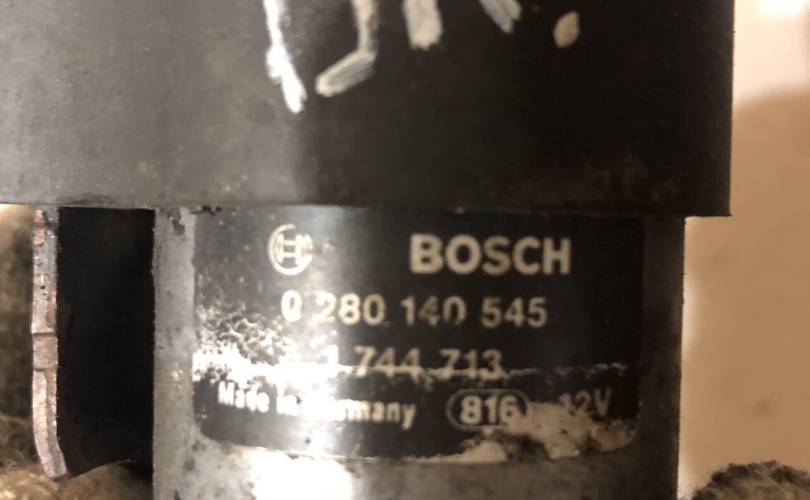 BOSCH
0 280 140 545
1 744 713
Made in Germany 816 12V